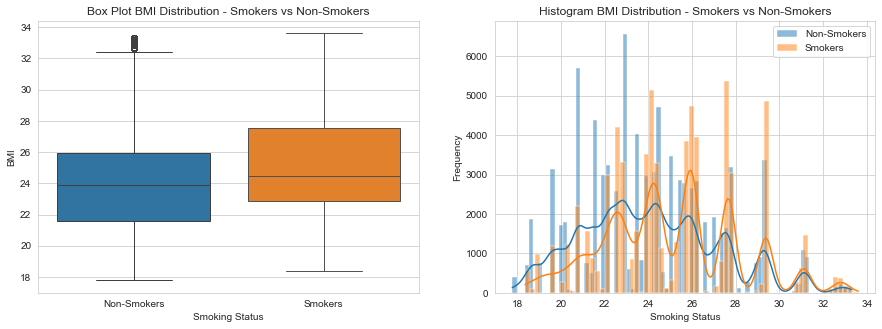 Box Plot BMI Distribution - Smokers vs Non-Smokers
34
32
30
28
26
24
22
20
18
BMI
Non-Smokers
Smokers
Smoking Status
Histogram BMI Distribution - Smokers vs Non-Smokers
Non-Smokers
Smokers
6000
5000
4000
3000
2000
1000
0
Frequency
18
20
22
24
26
28
30
32
34
Smoking Status